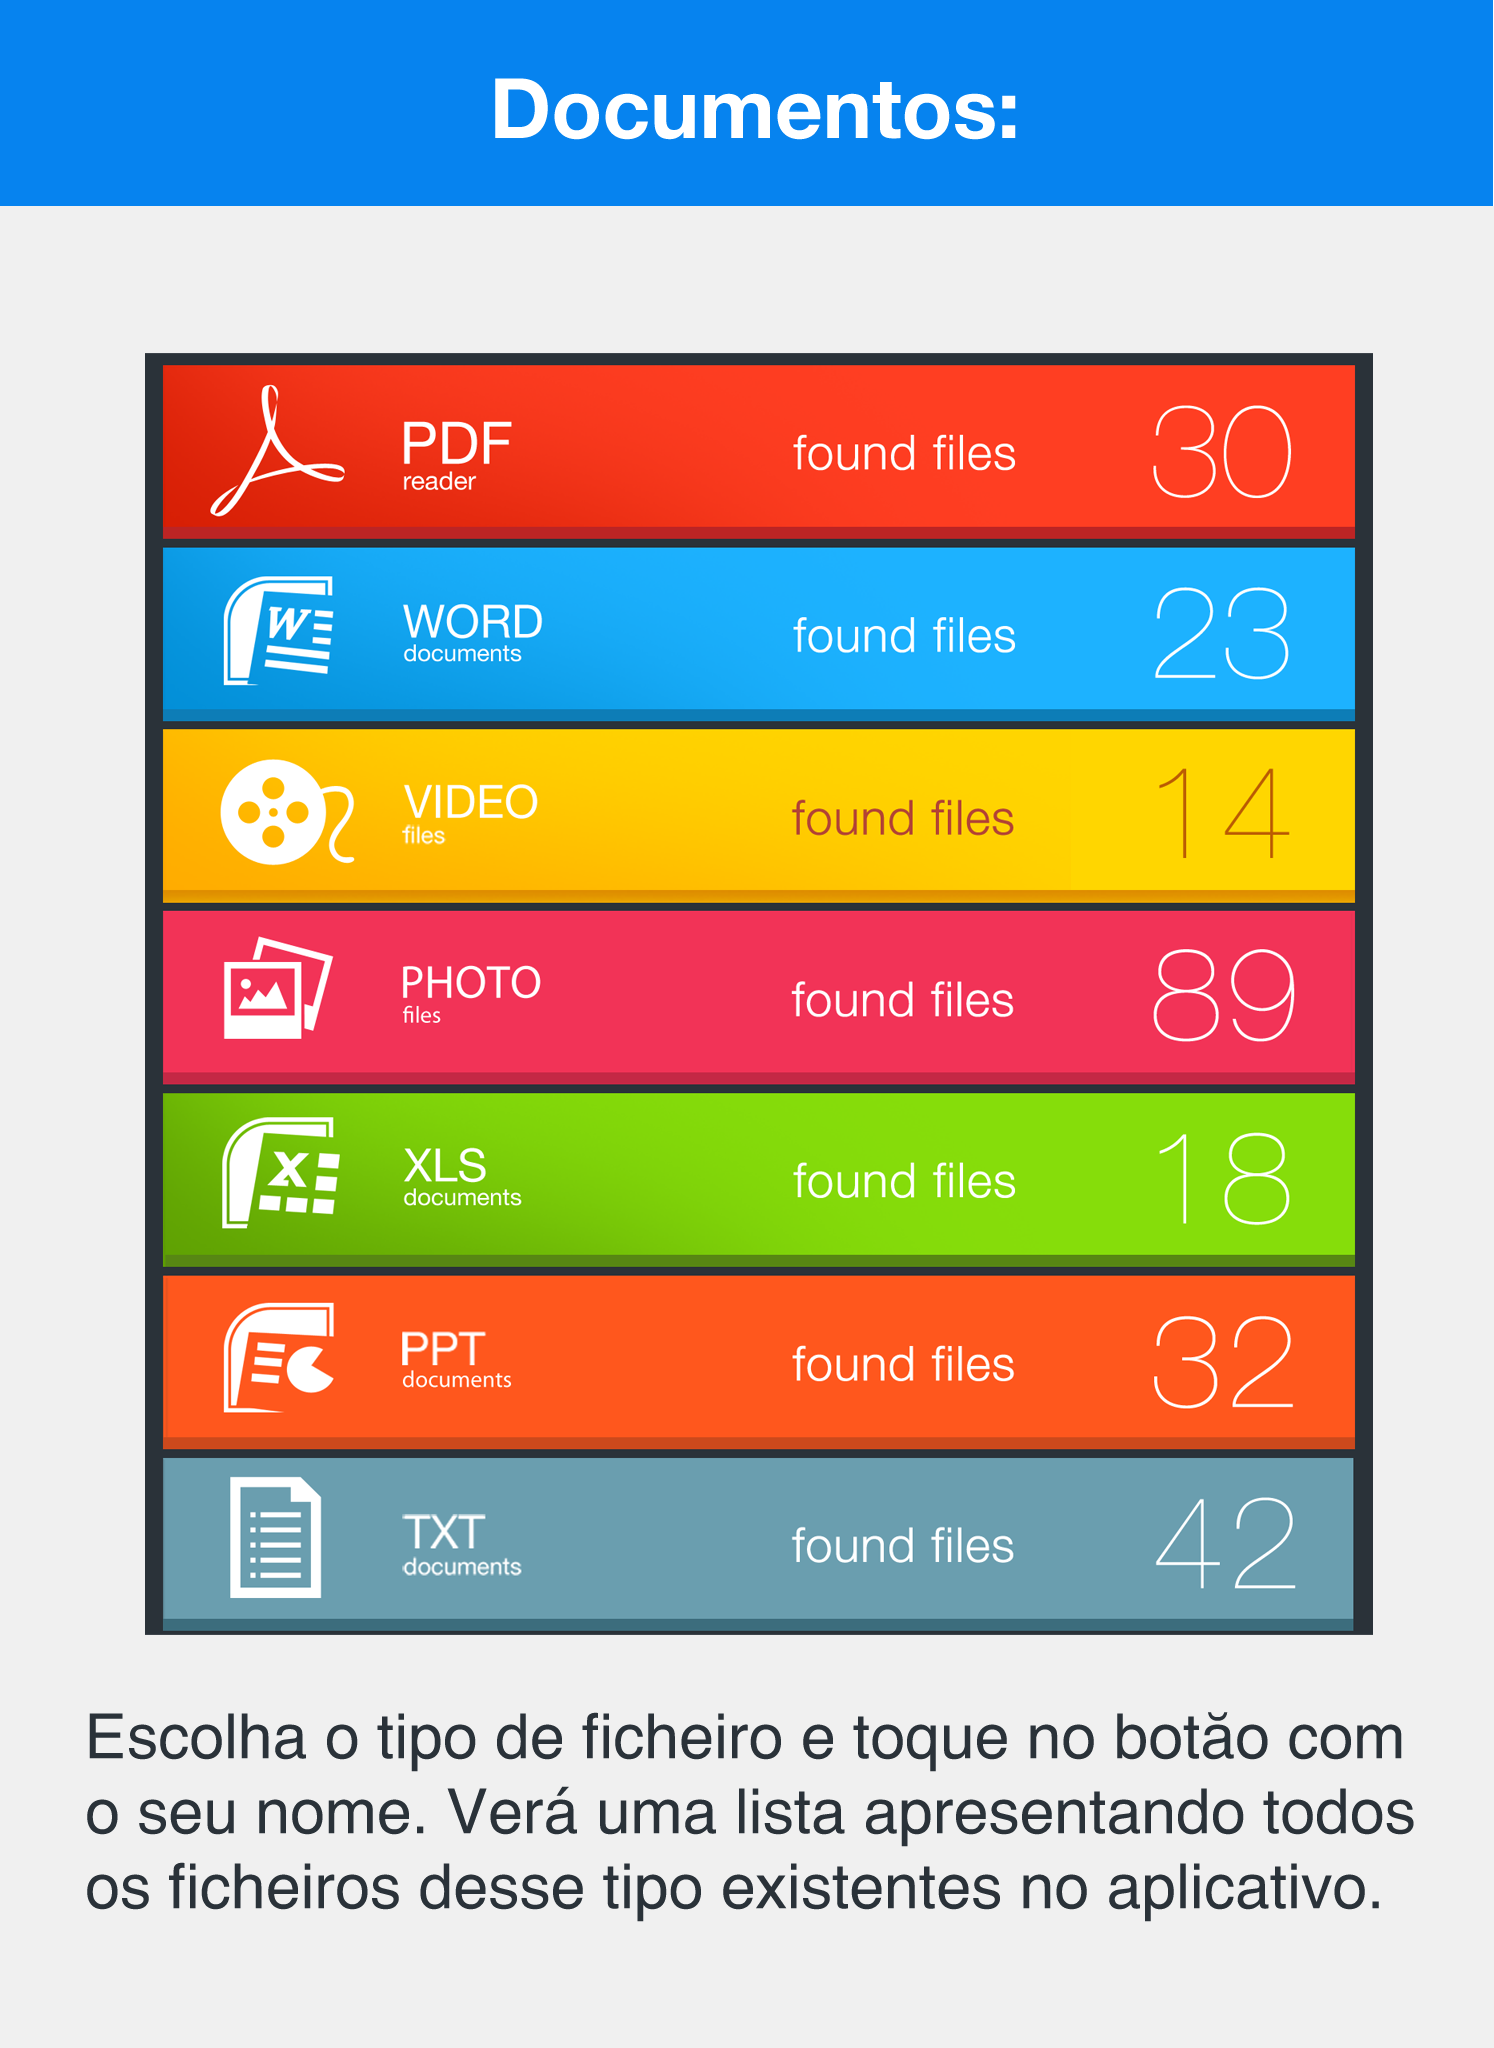 Documentos:
PDF
reader
found files
30
WORD
documents
found files
23
VIDEO
files
found files
14
PHOTO
files
found files
89
XLS
documents
found files
18
PPT
documents
found files
32
TXT
documents
found files
42
Escolha o tipo de ficheiro e toque no botăo com
o seu nome. Verá uma lista apresentando todos
os ficheiros desse tipo existentes no aplicativo.